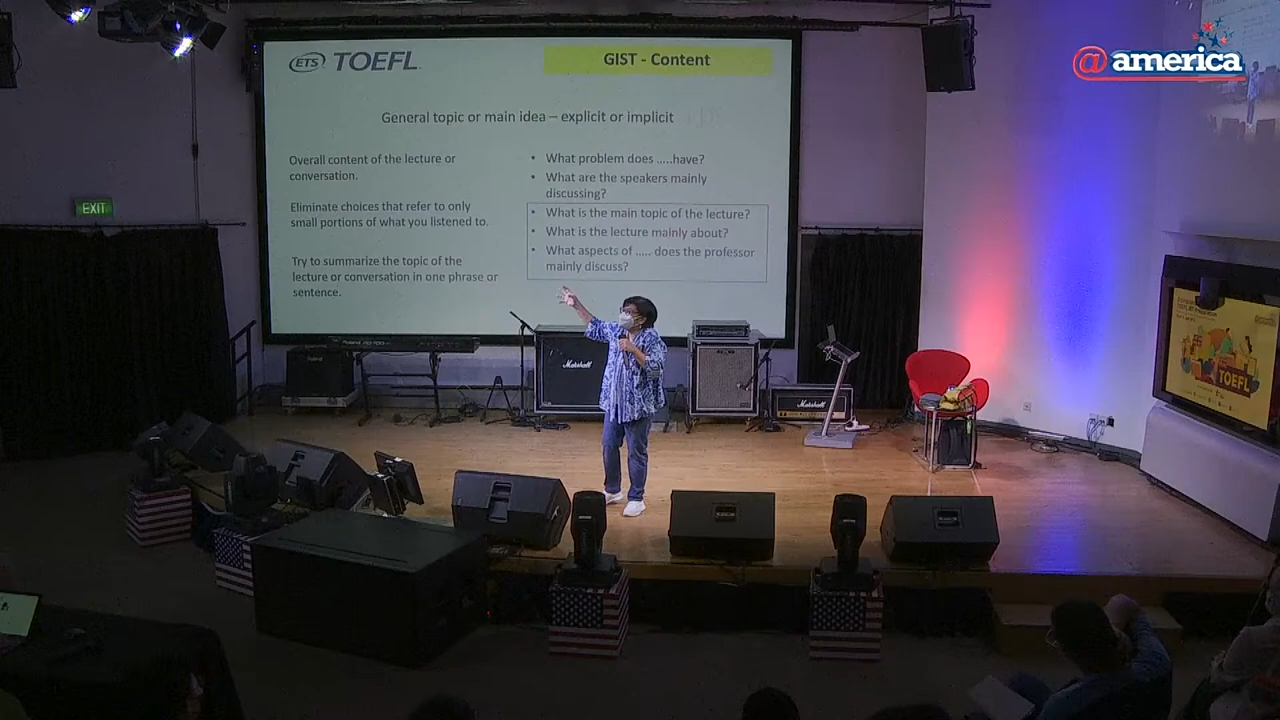 ETS TOEFL
GIST - Content
General topic or main idea – explicit or implicit
Overall content of the lecture or
conversation.
Eliminate choices that refer to only
small portions of what you listened to.
Try to summarize the topic of the
lecture or conversation in one phrase or
sentence.
• What problem does .....have?
• What are the speakers mainly
discussing?
• What is the main topic of the lecture?
• What is the lecture mainly about?
• What aspects of ..... does the professor
mainly discuss?
@america
EXIT
Marshall
Marshall
Roland
TOEFL